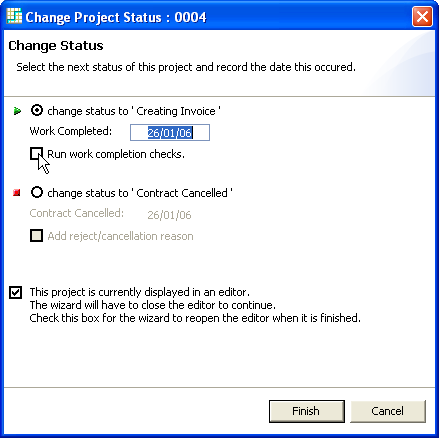 Change Project Status : 0004
Change Status
Select the next status of this project and record the date this occured.
change status to ' Creating Invoice '
Work Completed: 26/01/06
Run work completion checks.
change status to ' Contract Cancelled '
Contract Cancelled: 26/01/06
Add reject/cancellation reason
This project is currently displayed in an editor.
The wizard will have to close the editor to continue.
Check this box for the wizard to reopen the editor when it is finished.
Finish Cancel